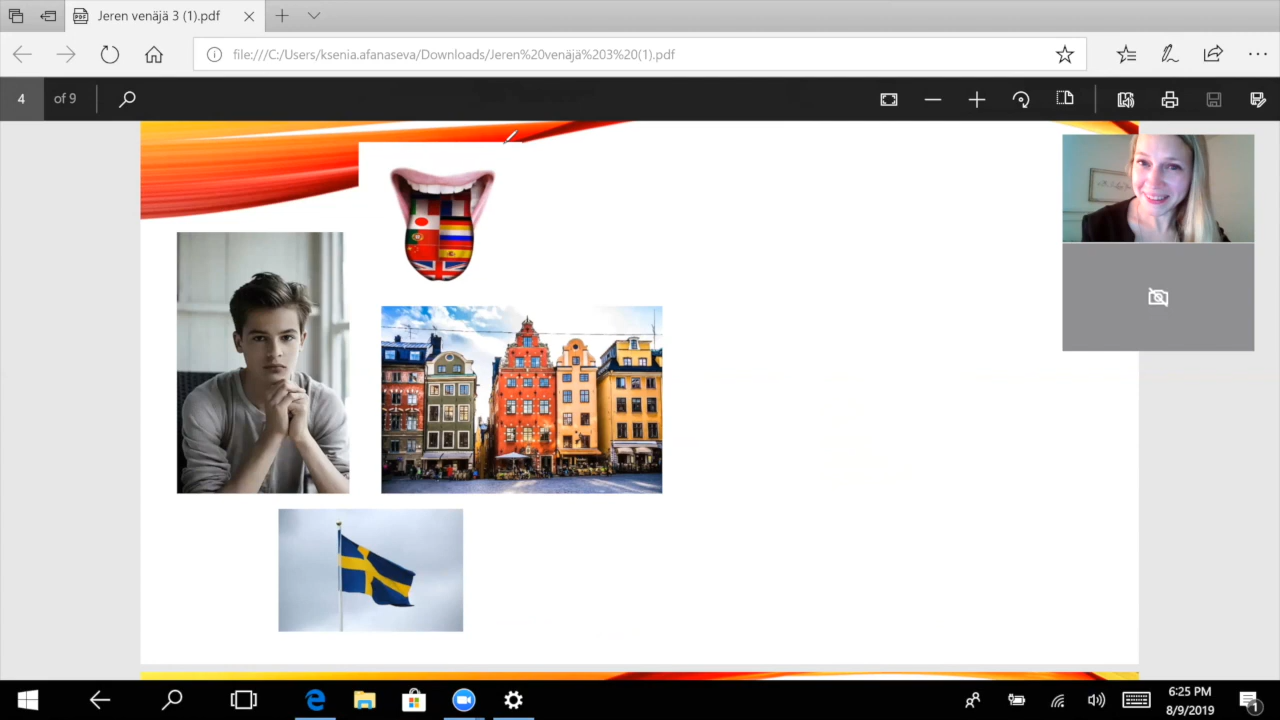 Jeren venäjä 3 (1).pdf
file:///C:/Users/ksenia.afanaseva/Downloads/Jeren%20venäjä%203%20(1).pdf
4 of 9
6:25 PM
8/9/2019
1